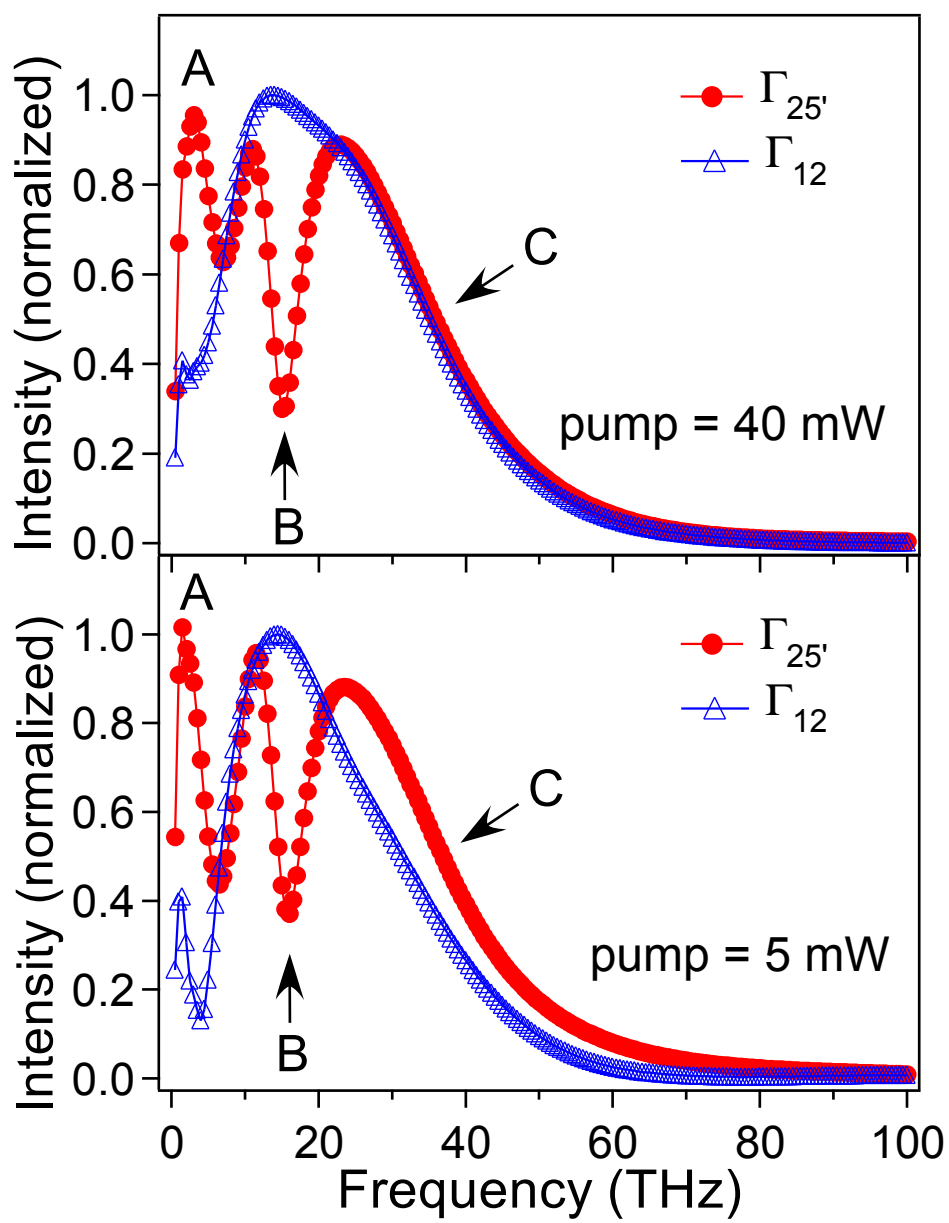 A
1.0
0.8
0.6
0.4
0.2
0.0
Intensity (normalized)
Γ25'
Γ12
C
pump = 40 mW
B
A
1.0
0.8
0.6
0.4
0.2
0.0
Intensity (normalized)
Γ25'
Γ12
C
pump = 5 mW
B
0 20 40 60 80 100
Frequency (THz)